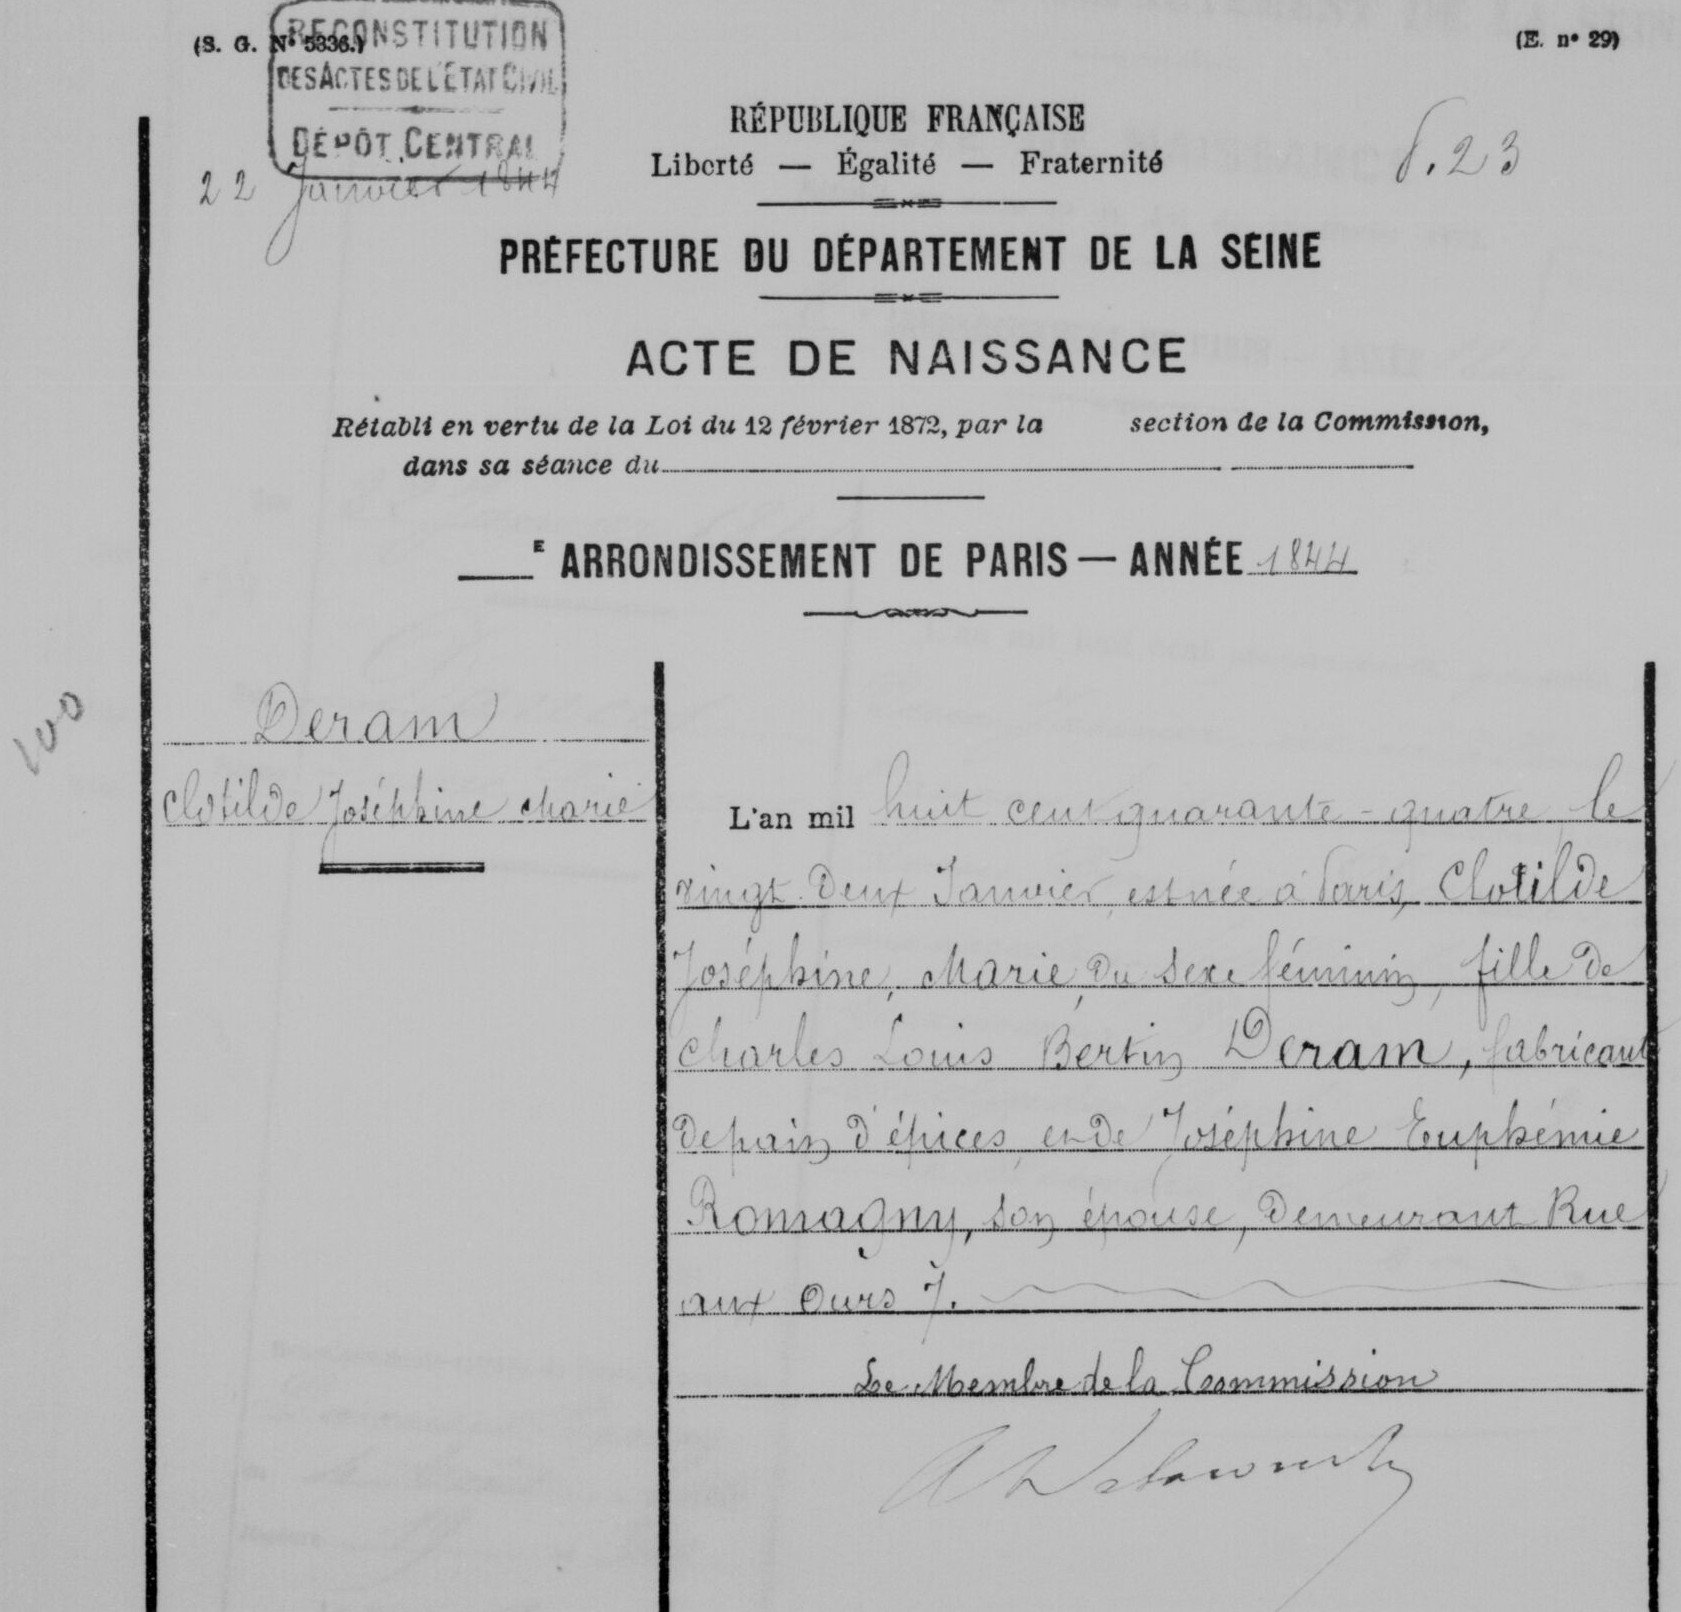 (S. G. N° 5336.)
(E. n° 29)
RECONSTITUTION
DES ACTES DE L'ETAT CIVIL
DÉPÔT CENTRAL
22 Janvier 1844
RÉPUBLIQUE FRANÇAISE
Liberté — Égalité — Fraternité
23
PRÉFECTURE DU DÉPARTEMENT DE LA SEINE
ACTE DE NAISSANCE
Rétabli en vertu de la Loi du 12 février 1872, par la section de la Commission,
dans sa séance du
E ARRONDISSEMENT DE PARIS — ANNÉE 1844
100
Deram
Clotilde Joséphine Marie
L'an mil huit cent quarante-quatre, le
vingt-deux Janvier, est née à Paris, Clotilde
Joséphine, Marie, du sexe féminin, fille de
Charles Louis Bertin Deram, fabricant
de pain d'épices, et de Joséphine Euphémie
Romagny, son épouse, demeurant Rue
aux Ours 7.
Le Membre de la Commission